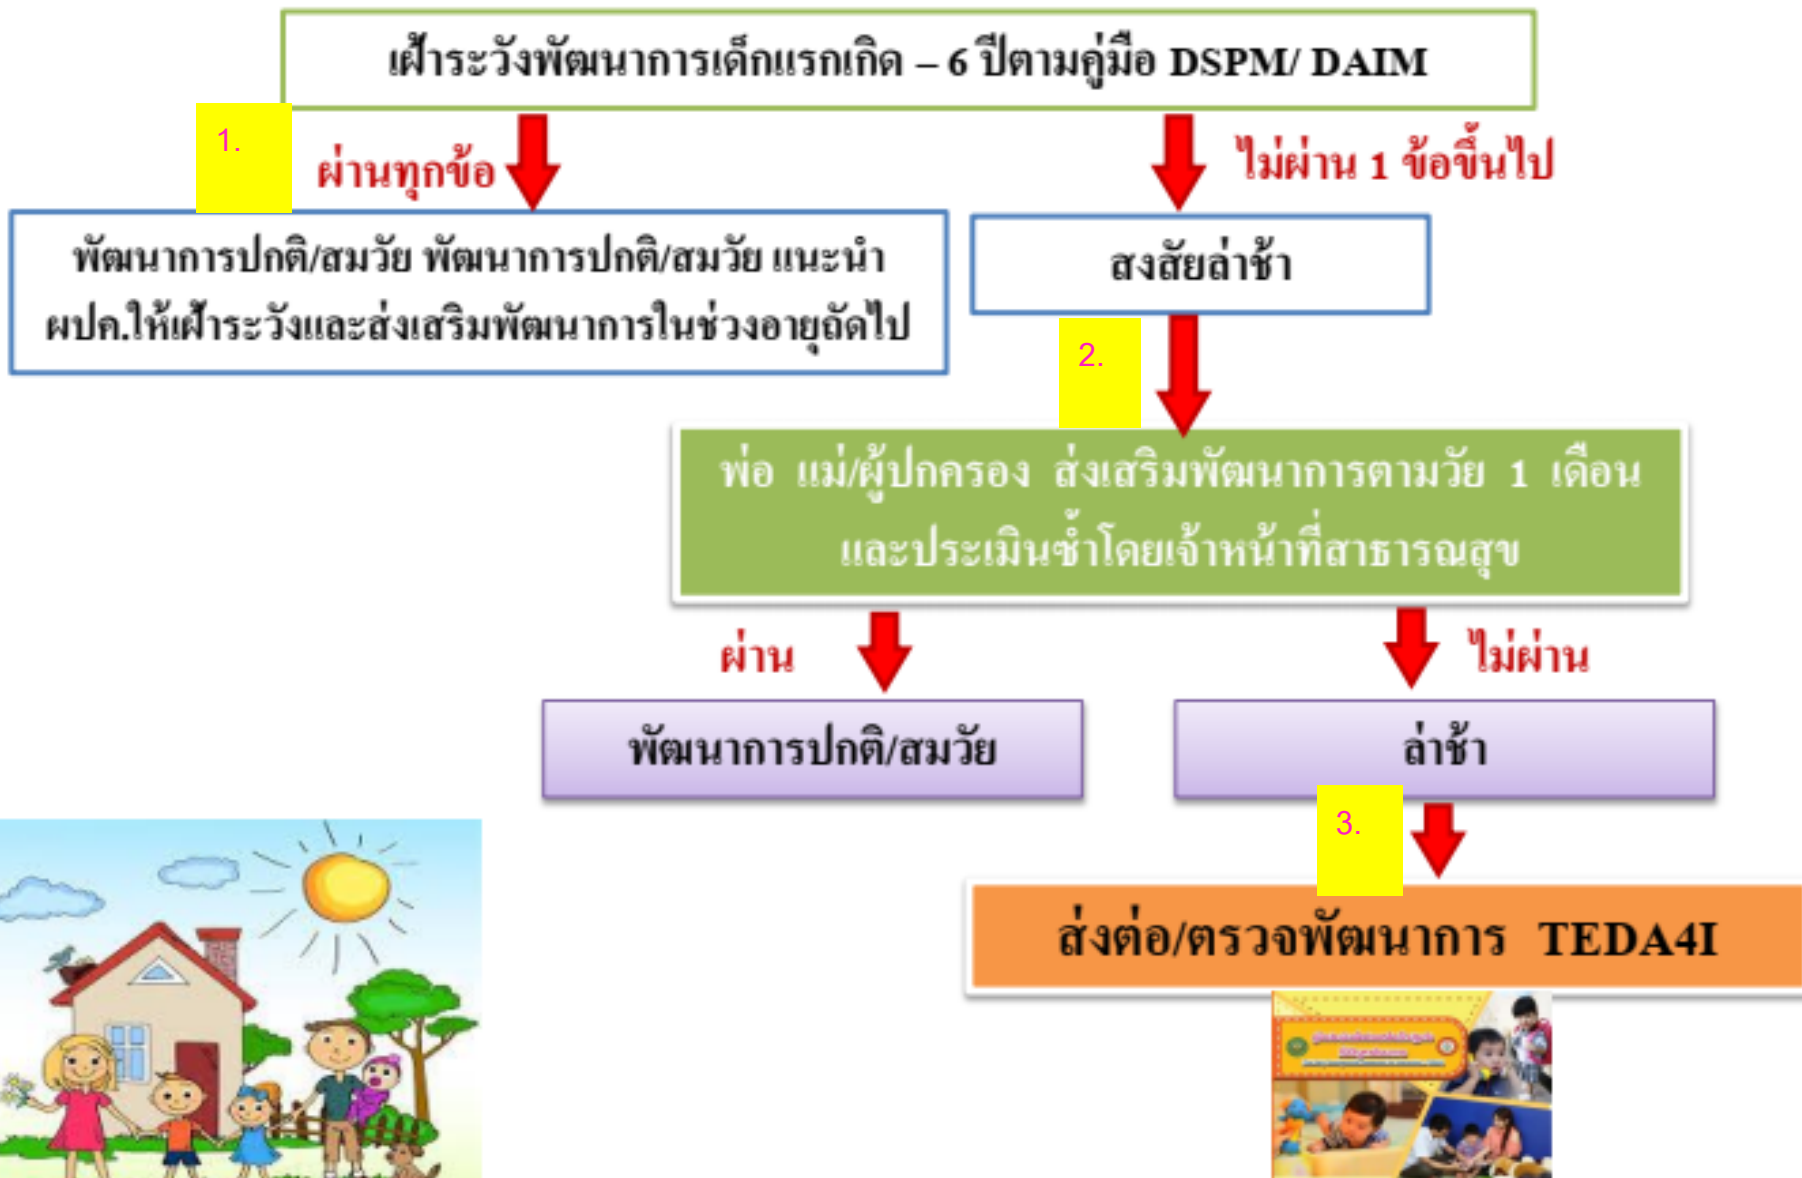 เฝ้าระวังพัฒนาการเด็กแรกเกิด – 6 ปีตามคู่มือ DSPM/ DAIM
1.
ผ่านทุกข้อ
ไม่ผ่าน 1 ข้อขึ้นไป
พัฒนาการปกติ/สมวัย พัฒนาการปกติ/สมวัย แนะนำ
ผปค.ให้เฝ้าระวังและส่งเสริมพัฒนาการในช่วงอายุถัดไป
สงสัยล่าช้า
2.
พ่อ แม่/ผู้ปกครอง ส่งเสริมพัฒนาการตามวัย 1 เดือน
และประเมินซ้ำโดยเจ้าหน้าที่สาธารณสุข
ผ่าน
ไม่ผ่าน
พัฒนาการปกติ/สมวัย
ล่าช้า
3.
ส่งต่อ/ตรวจพัฒนาการ TEDA4I